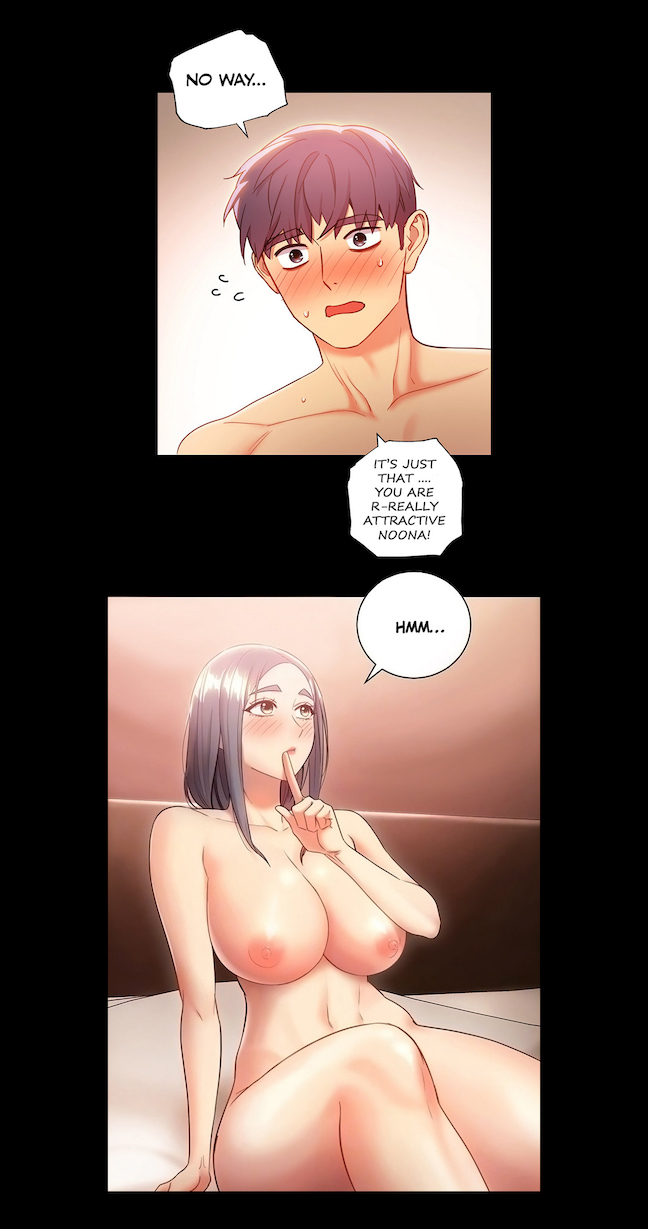 NO WAY...
IT'S JUST
THAT ....
YOU ARE
R-REALLY
ATTRACTIVE
NOONA!
HMM...